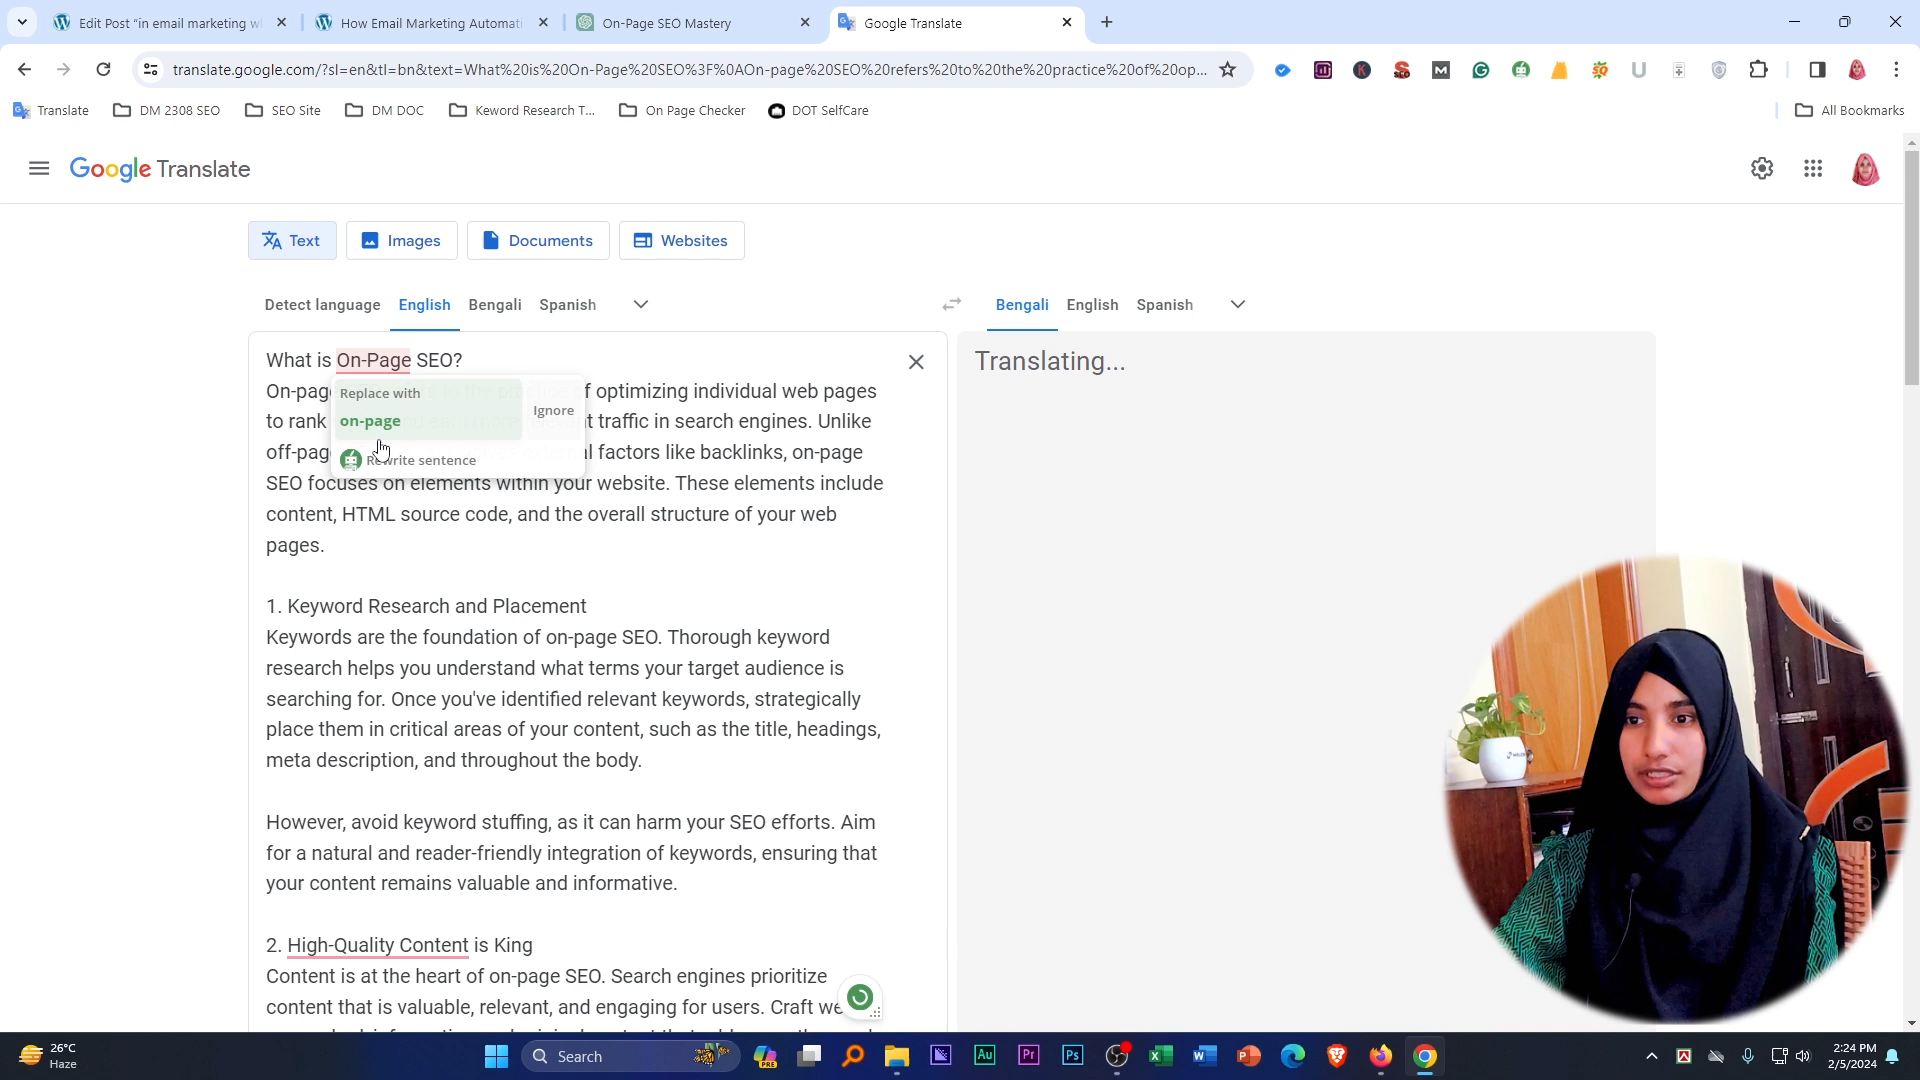 Edit Post "in email marketing w
How Email Marketing Automati
On-Page SEO Mastery
Google Translate
translate.google.com/?sl=en&tl=bn&text=What%20is%20On-Page%20SEO%3F%0AOn-page%20SEO%20refers%20to%20the%20practice%20of%20op...
Translate
DM 2308 SEO
SEO Site
DM DOC
Keword Research T...
On Page Checker
DOT SelfCare
All Bookmarks
Google Translate
Text
Images
Documents
Websites
Detect language
English
Bengali
Spanish
Bengali
English
Spanish
What is On-Page SEO?
Translating...
On-page f optimizing individual web pages
Replace with
on-page
Ignore
to rank t traffic in search engines. Unlike
off-page l factors like backlinks, on-page
Rewrite sentence
SEO focuses on elements within your website. These elements include
content, HTML source code, and the overall structure of your web
pages.
1. Keyword Research and Placement
Keywords are the foundation of on-page SEO. Thorough keyword
research helps you understand what terms your target audience is
searching for. Once you've identified relevant keywords, strategically
place them in critical areas of your content, such as the title, headings,
meta description, and throughout the body.
However, avoid keyword stuffing, as it can harm your SEO efforts. Aim
for a natural and reader-friendly integration of keywords, ensuring that
your content remains valuable and informative.
2. High-Quality Content is King
Content is at the heart of on-page SEO. Search engines prioritize
content that is valuable, relevant, and engaging for users. Craft we
26°C
Haze
Search
PRE
Au
Pr
Ps
2:24 PM
2/5/2024